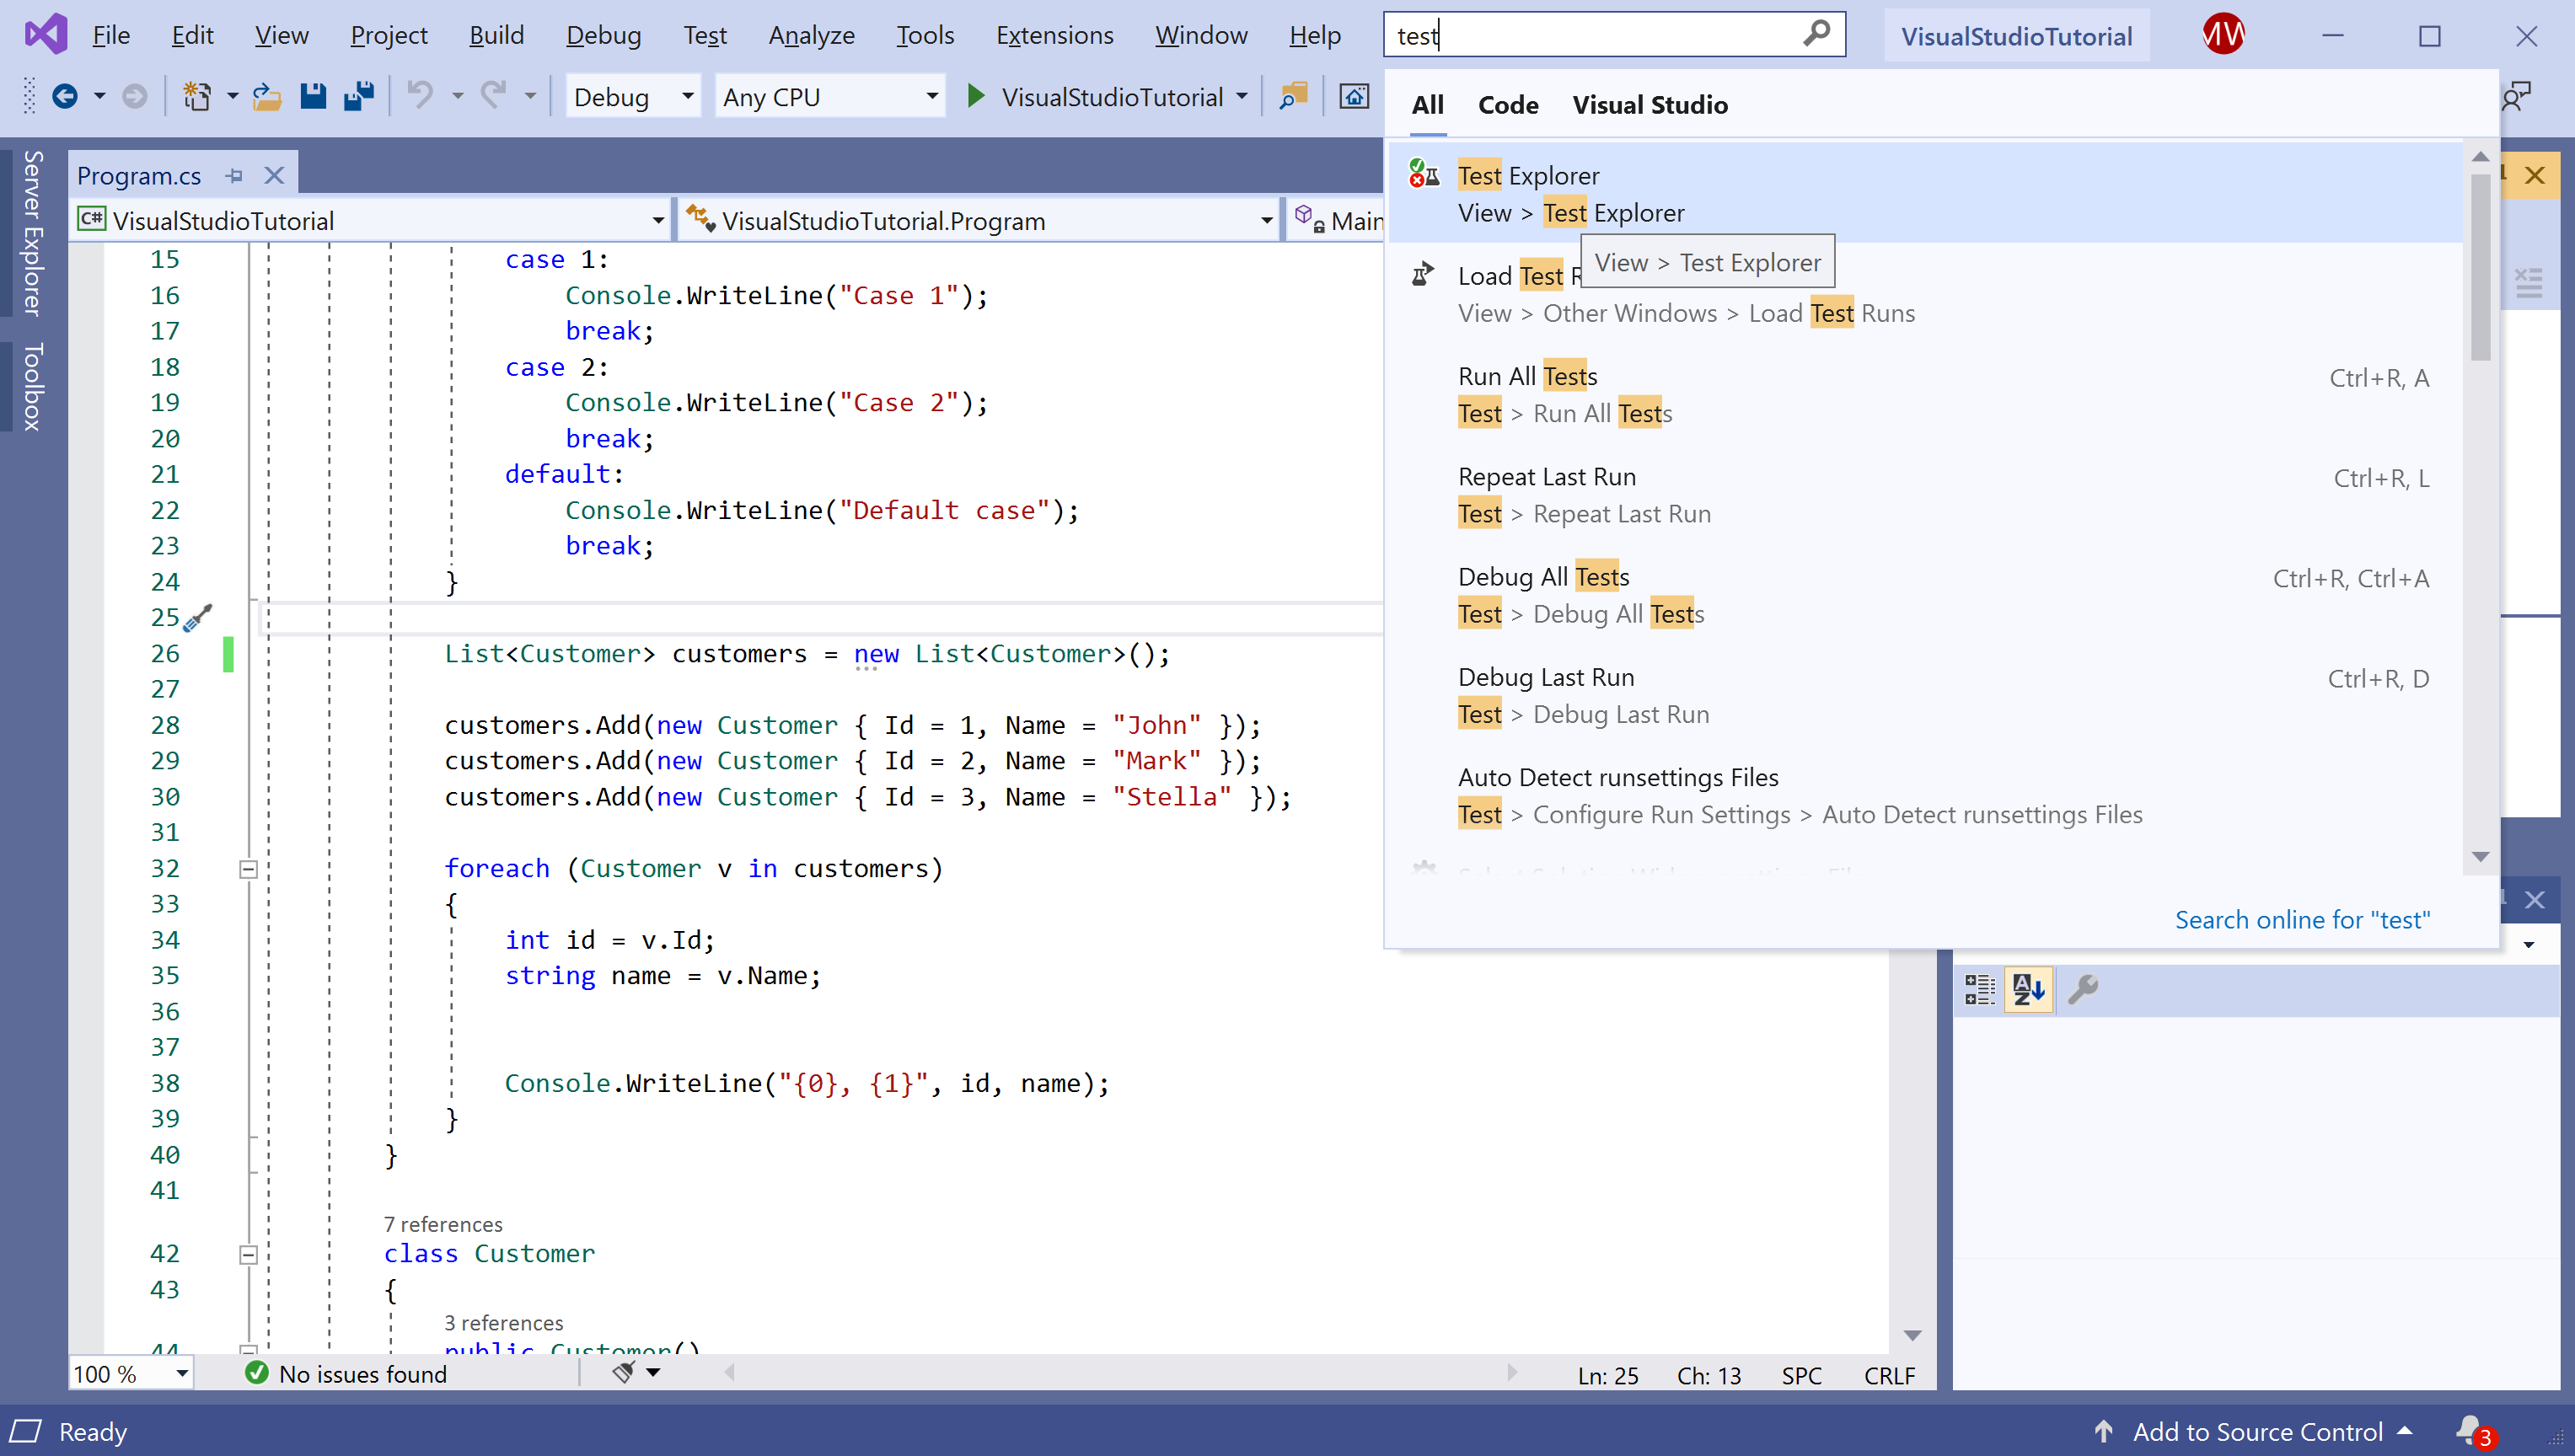 File Edit View Project Build Debug Test Analyze Tools Extensions Window Help test VisualStudioTutorial MW
Debug Any CPU VisualStudioTutorial
All Code Visual Studio
Server Explorer
Toolbox
Program.cs
VisualStudioTutorial VisualStudioTutorial.Program Main
15 case 1:
16 Console.WriteLine("Case 1");
17 break;
18 case 2:
19 Console.WriteLine("Case 2");
20 break;
21 default:
22 Console.WriteLine("Default case");
23 break;
24 }
25
26 List<Customer> customers = new List<Customer>();
27
28 customers.Add(new Customer { Id = 1, Name = "John" });
29 customers.Add(new Customer { Id = 2, Name = "Mark" });
30 customers.Add(new Customer { Id = 3, Name = "Stella" });
31
32 foreach (Customer v in customers)
33 {
34 int id = v.Id;
35 string name = v.Name;
36
37
38 Console.WriteLine("{0}, {1}", id, name);
39 }
40 }
41
7 references
42 class Customer
43 {
3 references
44 public Customer()
Test Explorer
View > Test Explorer
View > Test Explorer
Load Test R
View > Other Windows > Load Test Runs
Run All Tests Ctrl+R, A
Test > Run All Tests
Repeat Last Run Ctrl+R, L
Test > Repeat Last Run
Debug All Tests Ctrl+R, Ctrl+A
Test > Debug All Tests
Debug Last Run Ctrl+R, D
Test > Debug Last Run
Auto Detect runsettings Files
Test > Configure Run Settings > Auto Detect runsettings Files
Search online for "test"
100 % No issues found Ln: 25 Ch: 13 SPC CRLF
Ready Add to Source Control 3